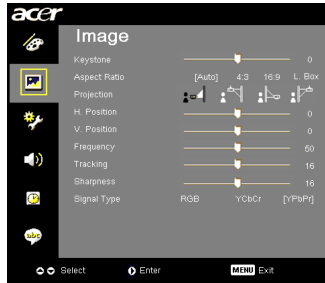 acer
Image
Keystone 0
Aspect Ratio [Auto] 4:3 16:9 L. Box
Projection
H. Position 0
V. Position 0
Frequency 50
Tracking 16
Sharpness 16
Signal Type RGB YCbCr [YPbPr]
abc
Select Enter MENU Exit